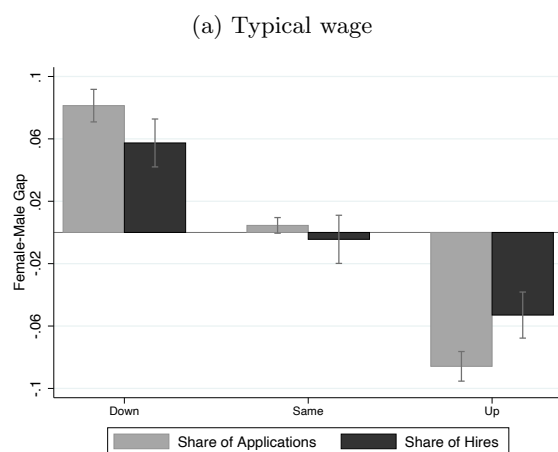 (a) Typical wage
.1
.06
.02
-.02
-.06
-.1
Female-Male Gap
Down Same Up
Share of Applications Share of Hires